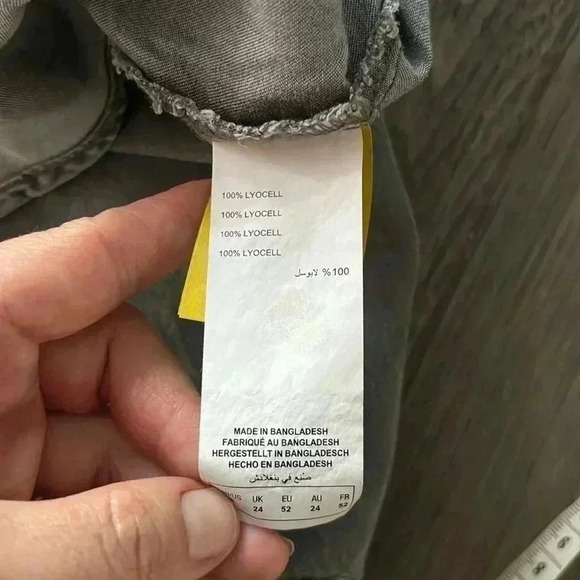 100% LYOCELL
100% LYOCELL
100% LYOCELL
100% LYOCELL
100 % لايوسل
MADE IN BANGLADESH
FABRIQUÉ AU BANGLADESH
HERGESTELLT IN BANGLADESCH
HECHO EN BANGLADESH
صنع في بنغلادش
UK EU AU FR
24 52 24 52